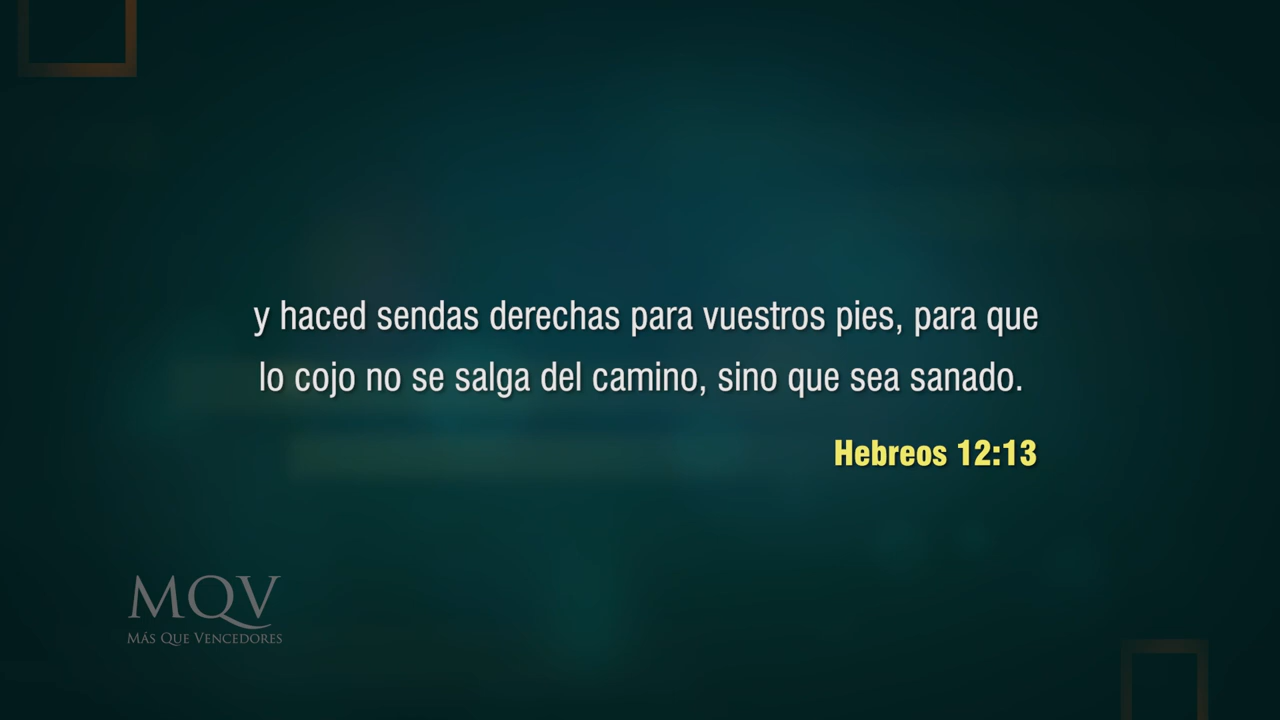 y haced sendas derechas para vuestros pies, para que
lo cojo no se salga del camino, sino que sea sanado.
Hebreos 12:13
MQV
Más Que Vencedores